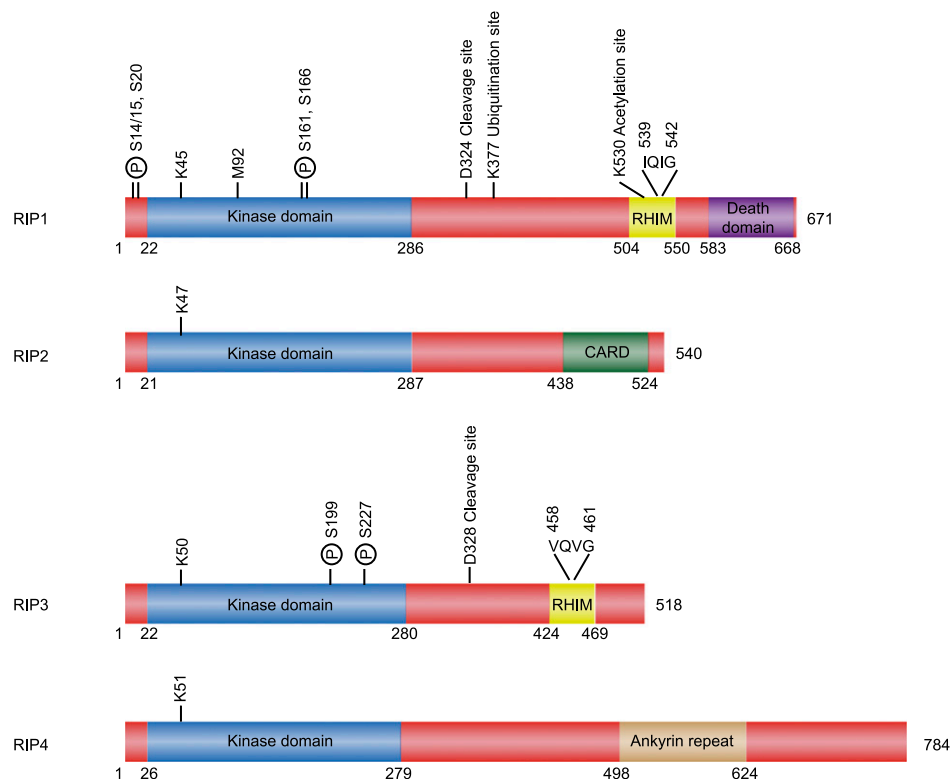 P S14/15, S20
K45
M92
P S161, S166
D324 Cleavage site
K377 Ubiquitination site
K530 Acetylation site
539 542
IQIG
RIP1 Kinase domain RHIM Death domain 671
1 22 286 504 550 583 668
K47
RIP2 Kinase domain CARD 540
1 21 287 438 524
K50
P S199
P S227
D328 Cleavage site
458 461
VQVG
RIP3 Kinase domain RHIM 518
1 22 280 424 469
K51
RIP4 Kinase domain Ankyrin repeat 784
1 26 279 498 624